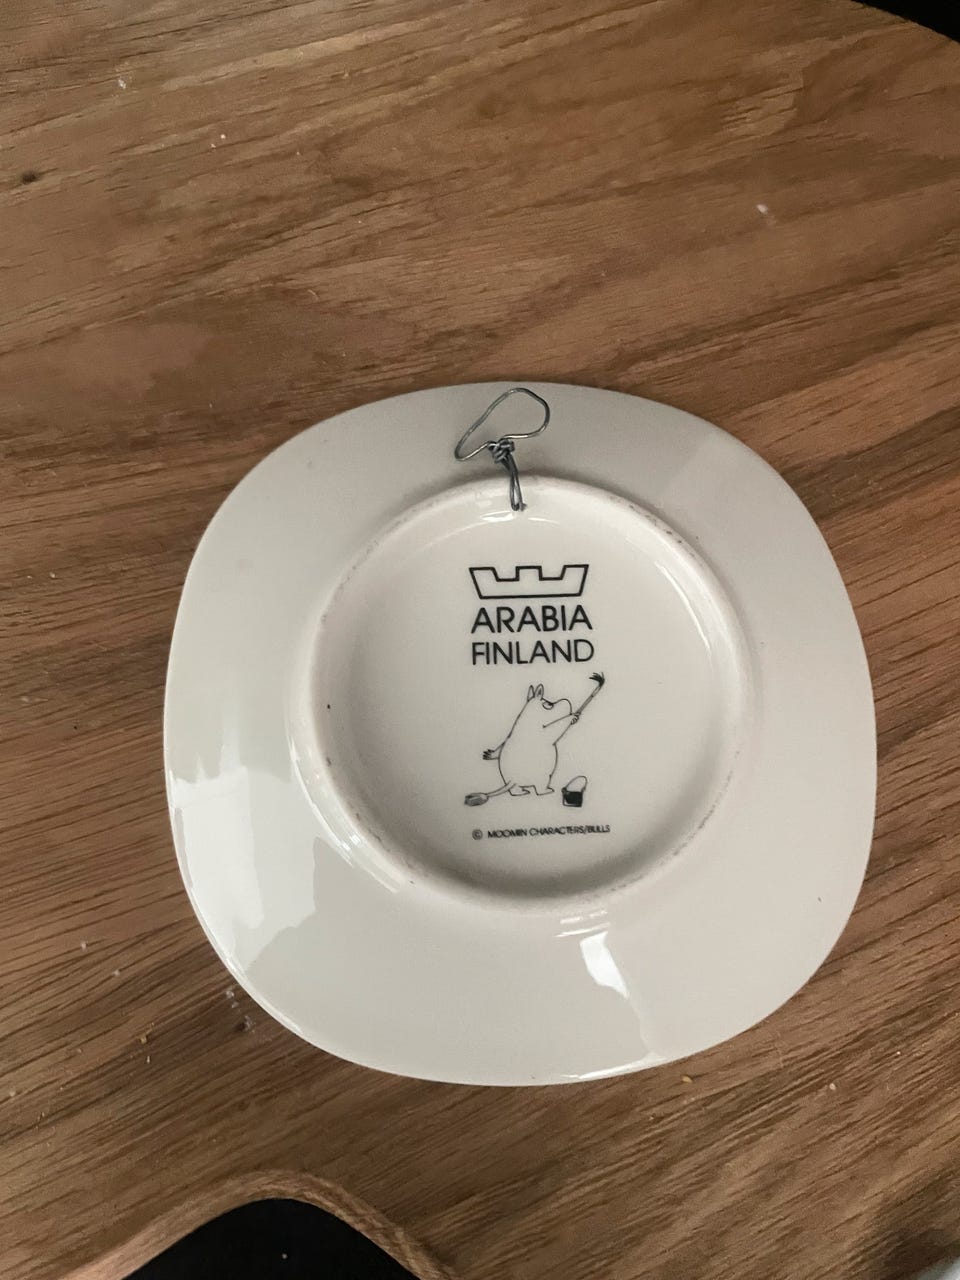 ARABIA
FINLAND
© MOOMIN CHARACTERS/BULLS